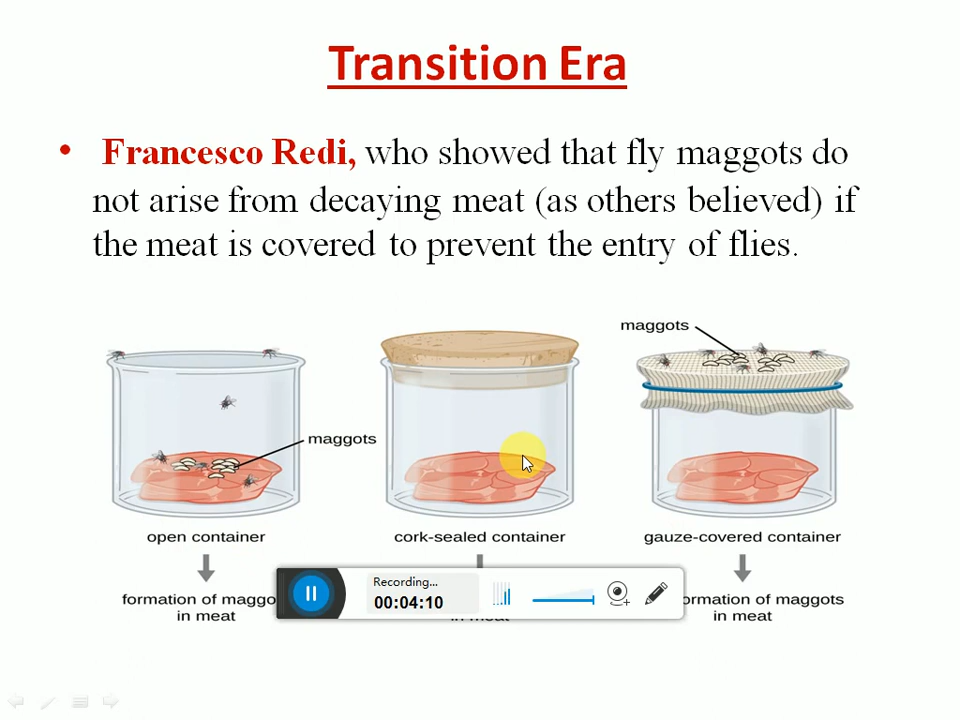 Transition Era
• Francesco Redi, who showed that fly maggots do
not arise from decaying meat (as others believed) if
the meat is covered to prevent the entry of flies.
maggots
maggots
open container
cork-sealed container
gauze-covered container
formation of
ormation of maggots
in meat
in meat
in meat
Recording...
00:04:10